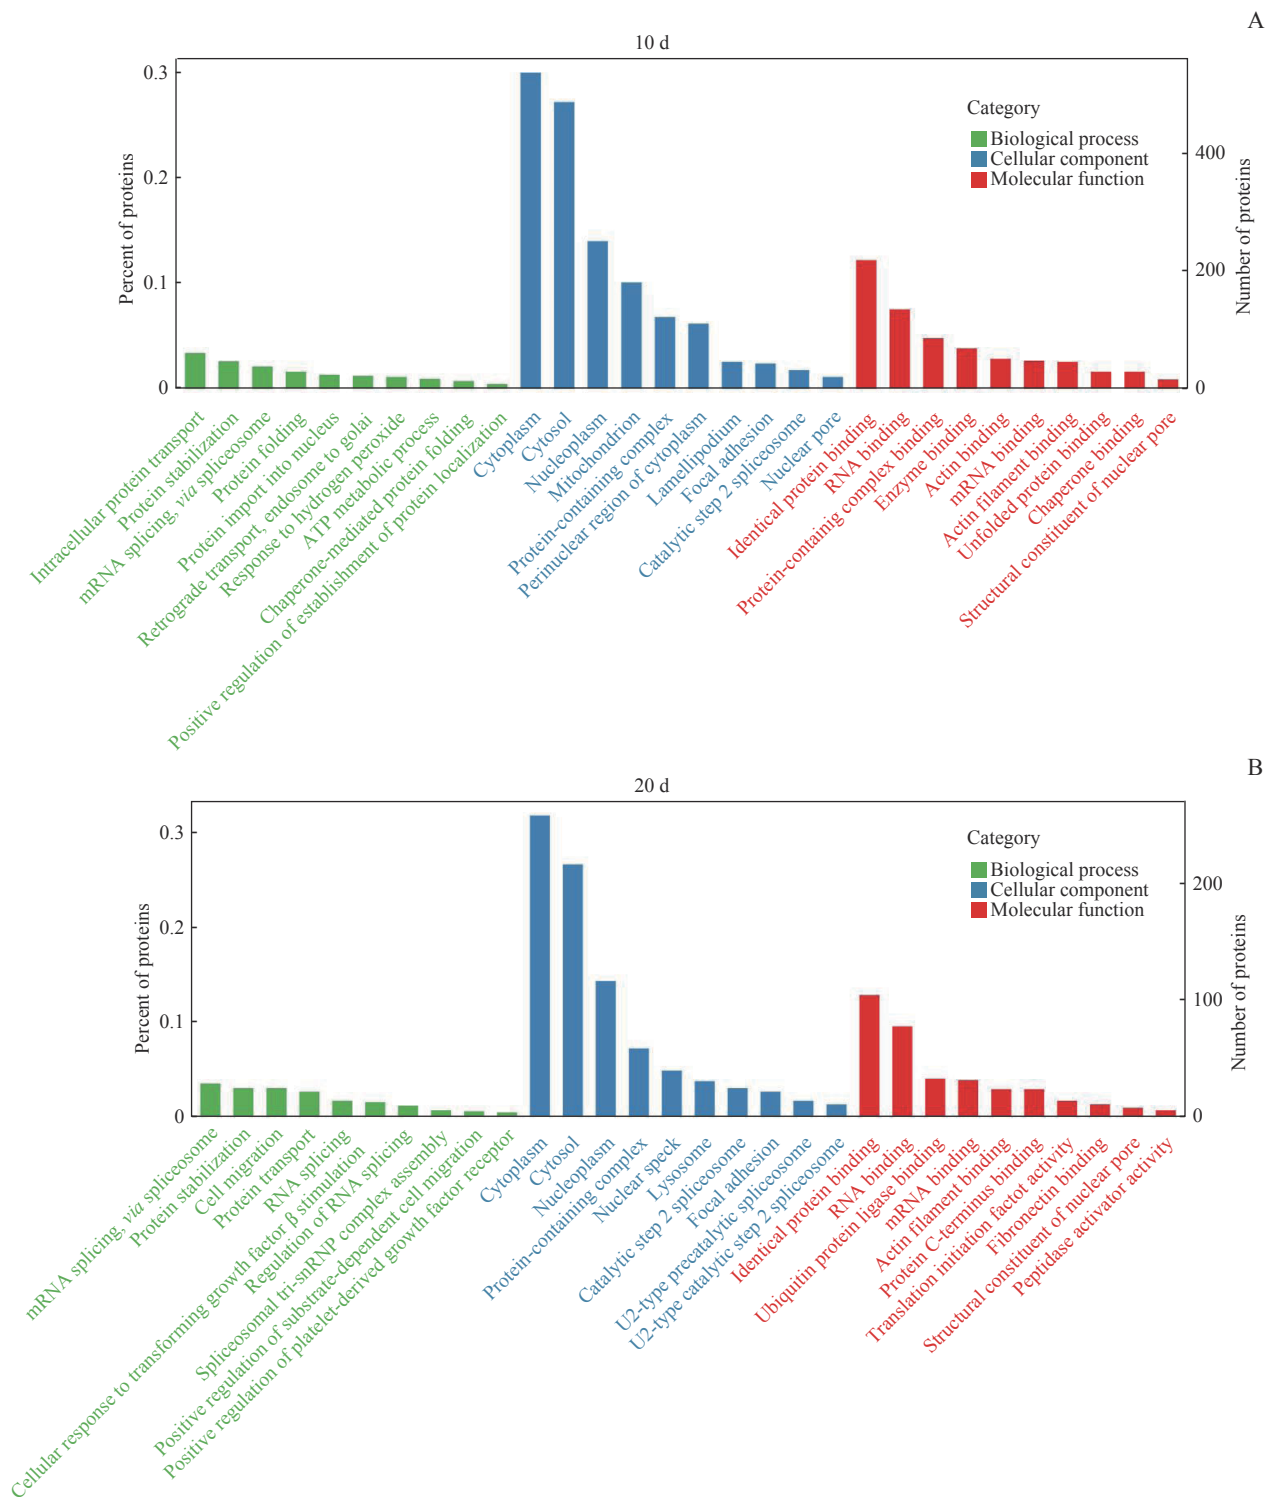 A
10 d
0.3
0.2
0.1
0
Percent of proteins
400
200
0
Number of proteins
Category
Biological process
Cellular component
Molecular function
Intracellular protein transport
Protein stabilization
mRNA splicing, via spliceosome
Protein folding
Protein import into nucleus
Retrograde transport, endosome to golai
Response to hydrogen peroxide
ATP metabolic process
Chaperone-mediated protein folding
Positive regulation of establishment of protein localization
Cytoplasm
Cytosol
Nucleoplasm
Mitochondrion
Protein-containing complex
Perinuclear region of cytoplasm
Lamellipodium
Focal adhesion
Catalytic step 2 spliceosome
Nuclear pore
Identical protein binding
RNA binding
Protein-containig complex binding
Enzyme binding
Actin binding
mRNA binding
Actin filament binding
Unfolded protein binding
Chaperone binding
Structural constituent of nuclear pore
B
20 d
0.3
0.2
0.1
0
Percent of proteins
200
100
0
Number of proteins
Category
Biological process
Cellular component
Molecular function
mRNA splicing, via spliceosome
Protein stabilization
Cell migration
Protein transport
RNA splicing
Cellular response to transforming growth factor β stimulation
Regulation of RNA splicing
Spliceosomal tri-snRNP complex assembly
Positive regulation of substrate-dependent cell migration
Positive regulation of platelet-derived growth factor receptor
Cytoplasm
Cytosol
Nucleoplasm
Protein-containing complex
Nuclear speck
Lysosome
Catalytic step 2 spliceosome
Focal adhesion
U2-type precatalytic spliceosome
U2-type catalytic step 2 spliceosome
Identical protein binding
RNA binding
Ubiquitin protein ligase binding
mRNA binding
Actin filament binding
Protein C-terminus binding
Translation initiation factot activity
Fibronectin binding
Structural constituent of nuclear pore
Peptidase activator activity